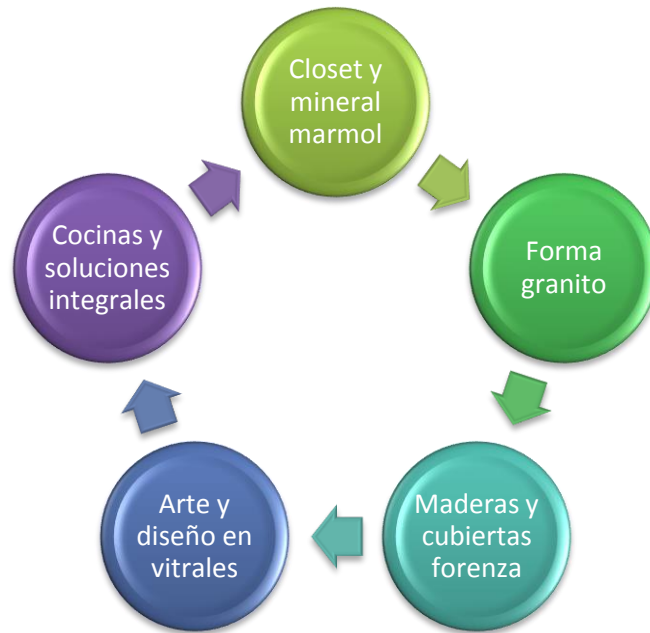 Closet y
mineral
marmol
Forma
granito
Maderas y
cubiertas
forenza
Arte y
diseño en
vitrales
Cocinas y
soluciones
integrales